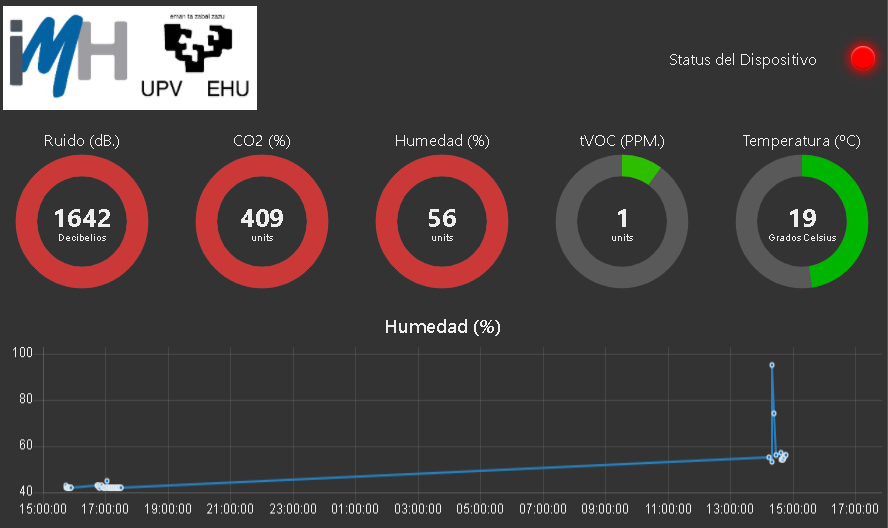 iMH
eman ta zabal zazu
UPV EHU
Status del Dispositivo
Ruido (dB.)
CO2 (%)
Humedad (%)
tVOC (PPM.)
Temperatura (ºC)
1642
Decibelios
409
units
56
units
1
units
19
Grados Celsius
Humedad (%)
100
80
60
40
15:00:00 17:00:00 19:00:00 21:00:00 23:00:00 01:00:00 03:00:00 05:00:00 07:00:00 09:00:00 11:00:00 13:00:00 15:00:00 17:00:00